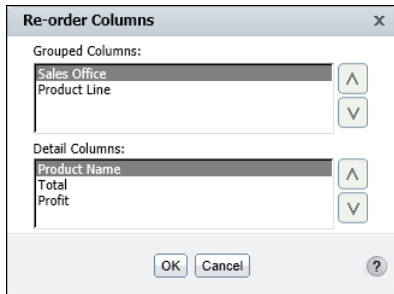 Re-order Columns x
Grouped Columns:
Sales Office
Product Line
Detail Columns:
Product Name
Total
Profit
OK Cancel ?